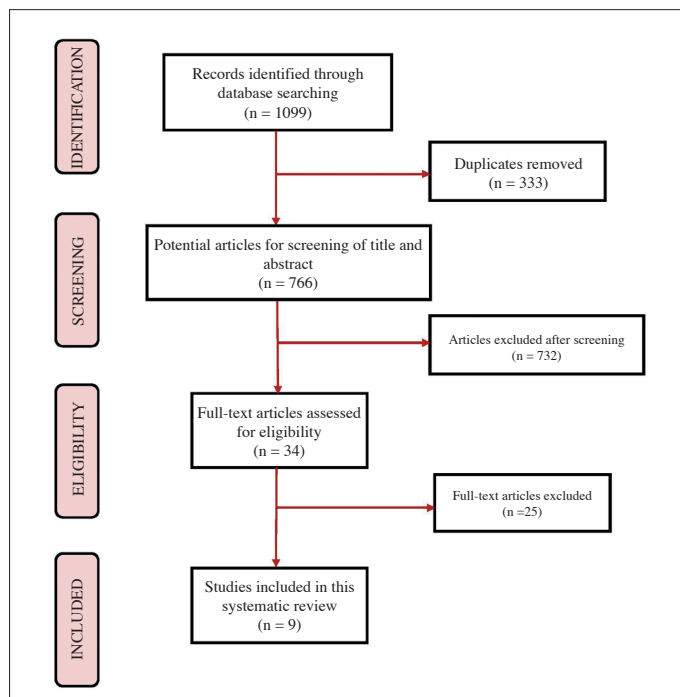 IDENTIFICATION
Records identified through
database searching
(n = 1099)
Duplicates removed
(n = 333)
SCREENING
Potential articles for screening of title and
abstract
(n = 766)
Articles excluded after screening
(n = 732)
ELIGIBILITY
Full-text articles assessed
for eligibility
(n = 34)
Full-text articles excluded
(n =25)
INCLUDED
Studies included in this
systematic review
(n = 9)